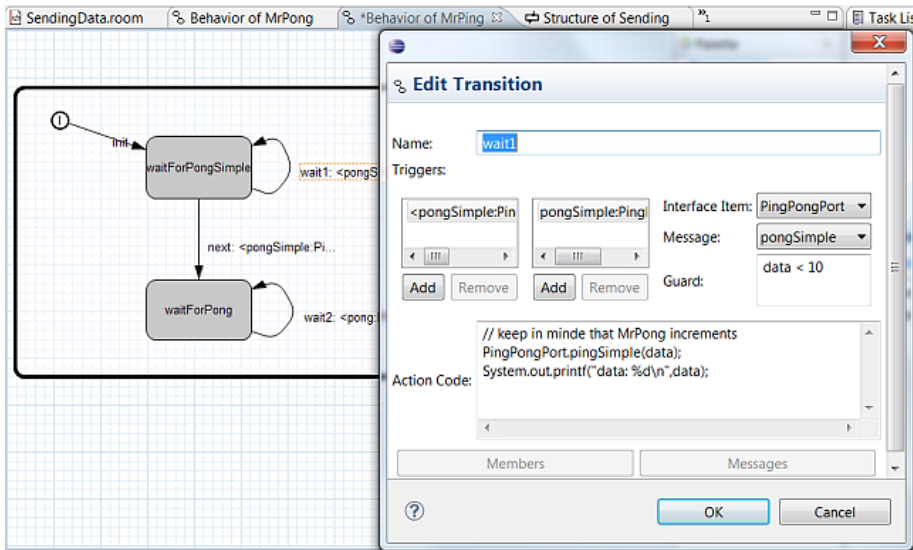 SendingData.room Behavior of MrPong *Behavior of MrPing Structure of Sending "1 Task Lis
Edit Transition
Name: wait1
Triggers:
<pongSimple:Pin pongSimple:PingI Interface Item: PingPongPort
Message: pongSimple
Guard: data < 10
Add Remove Add Remove
Action Code:
// keep in minde that MrPong increments
PingPongPort.pingSimple(data);
System.out.printf("data: %d\n",data);
Members Messages
OK Cancel
I
init
waitForPongSimple
wait1: <pongS
next: <pongSimple:Pi...
waitForPong
wait2: <pong: